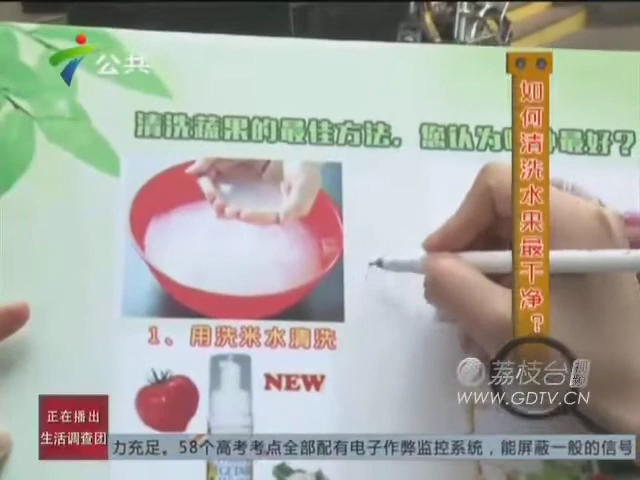 公共
清洗蔬果的最佳方法，您认为 最好？
如何清洗水果最干净？
1、用洗米水清洗
NEW
荔枝台
WWW.GDTV.CN
正在播出
生活调查团
力充足。58个高考考点全部配有电子作弊监控系统，能屏蔽一般的信号